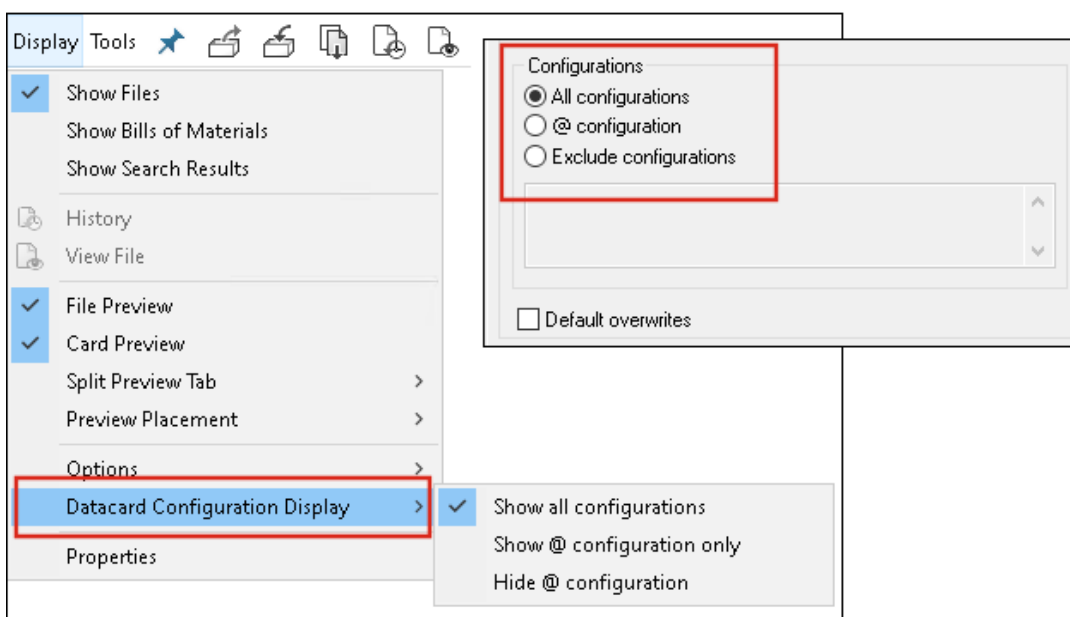 Display Tools
Show Files
Show Bills of Materials
Show Search Results
History
View File
File Preview
Card Preview
Split Preview Tab
Preview Placement
Options
Datacard Configuration Display
Properties
Show all configurations
Show @ configuration only
Hide @ configuration
Configurations
All configurations
@ configuration
Exclude configurations
Default overwrites